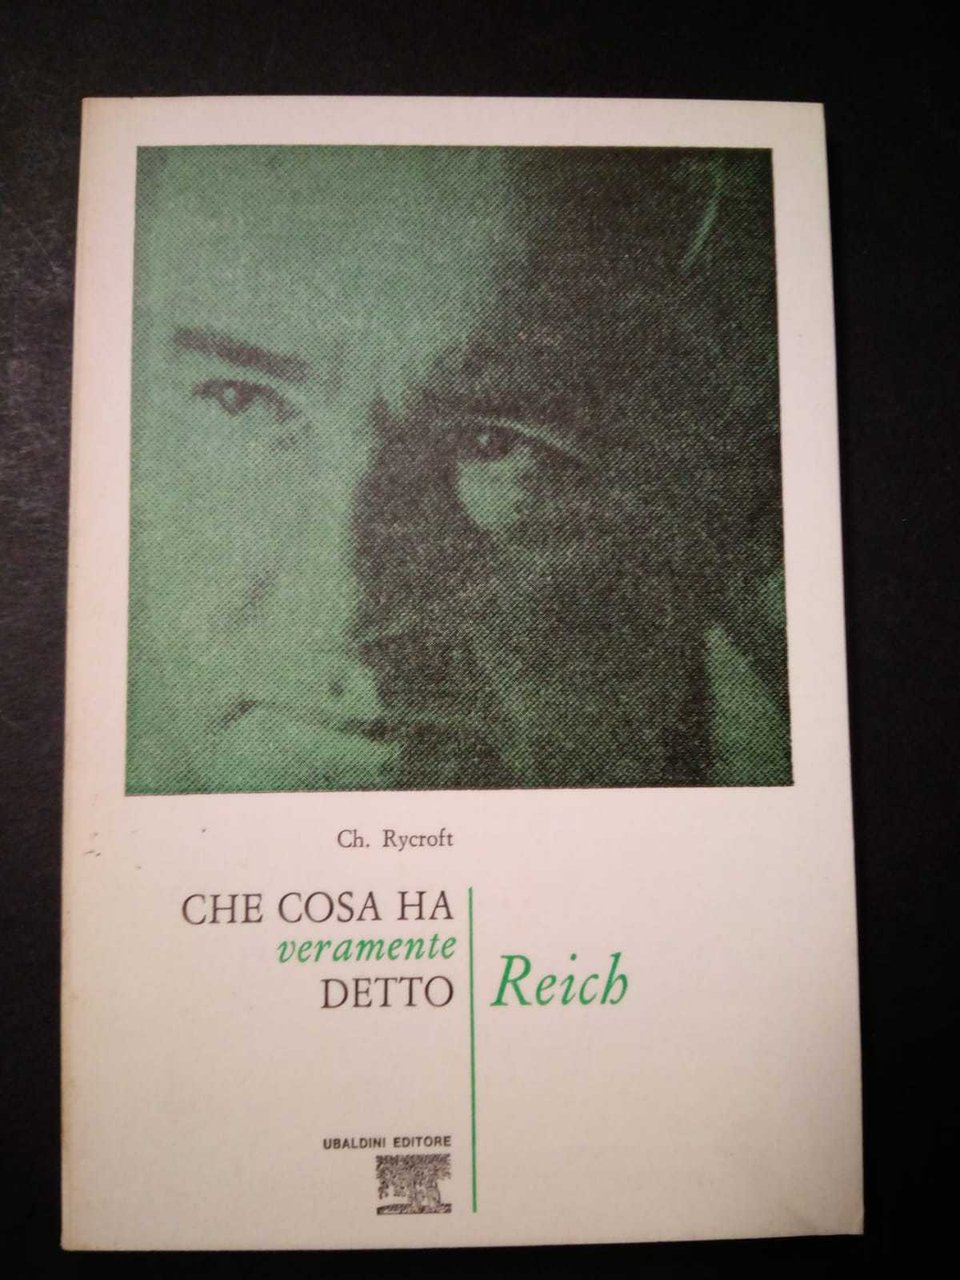 Ch. Rycroft
CHE COSA HA
veramente
DETTO
Reich
UBALDINI EDITORE